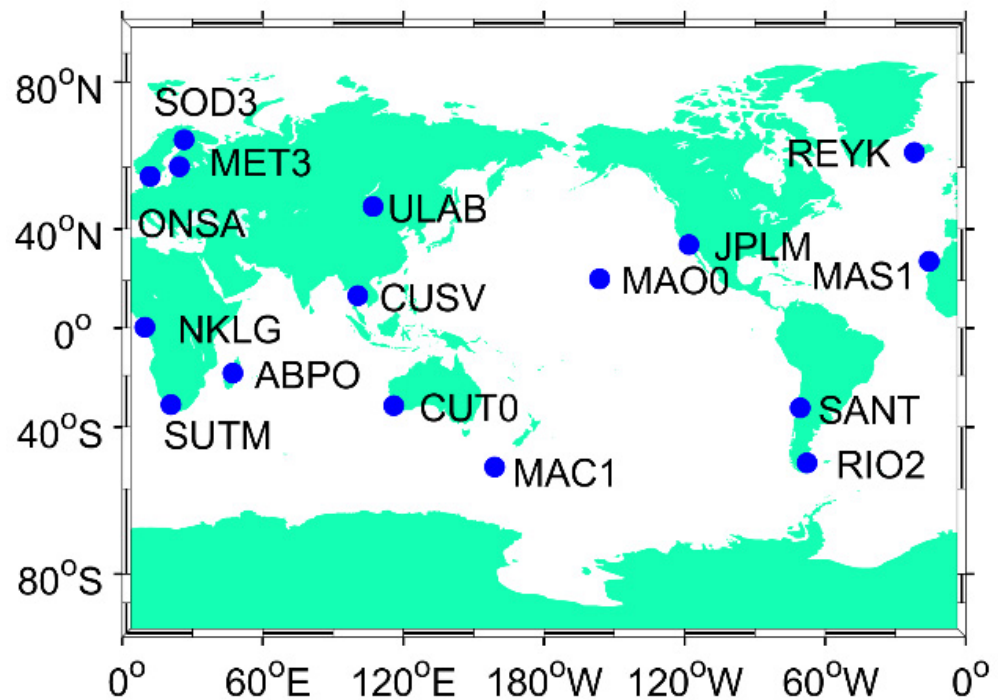 80°N
SOD3
REYK
MET3
ONSA
ULAB
40°N
JPLM
MAO0
MAS1
CUSV
0°
NKLG
ABPO
CUT0
SANT
40°S
SUTM
RIO2
MAC1
80°S
0° 60°E 120°E 180°W 120°W 60°W 0°